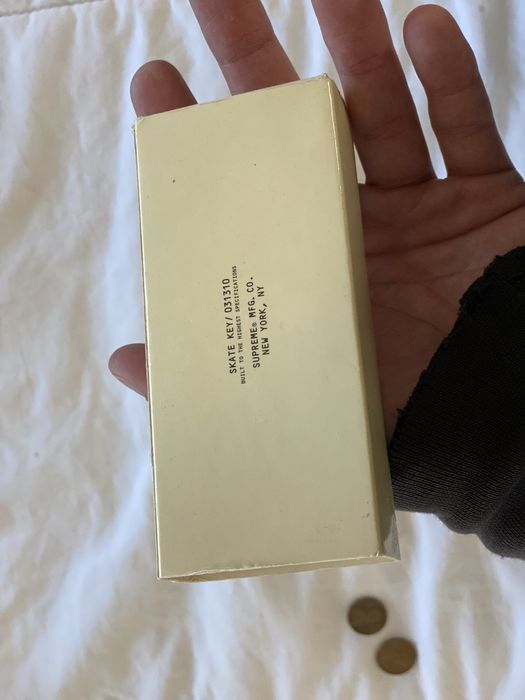 SKATE KEY/ 031310
BUILT TO THE HIGHEST SPECIFICATIONS
SUPREME® MFG. CO.
NEW YORK, NY